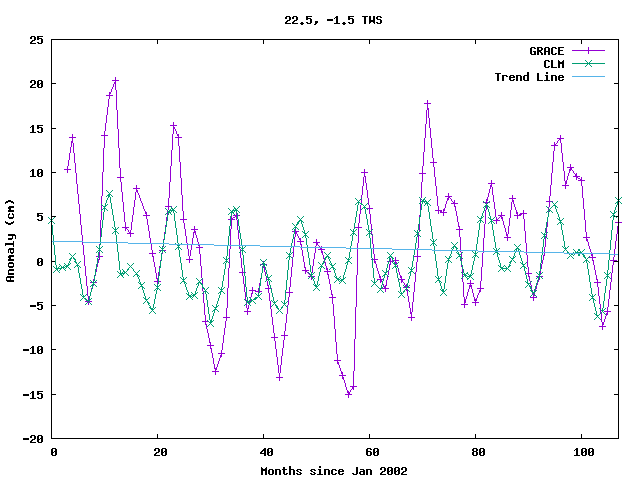 22.5, -1.5 TWS
GRACE
CLM
Trend Line
25
20
15
10
5
0
-5
-10
-15
-20
Anomaly (cm)
0 20 40 60 80 100
Months since Jan 2002